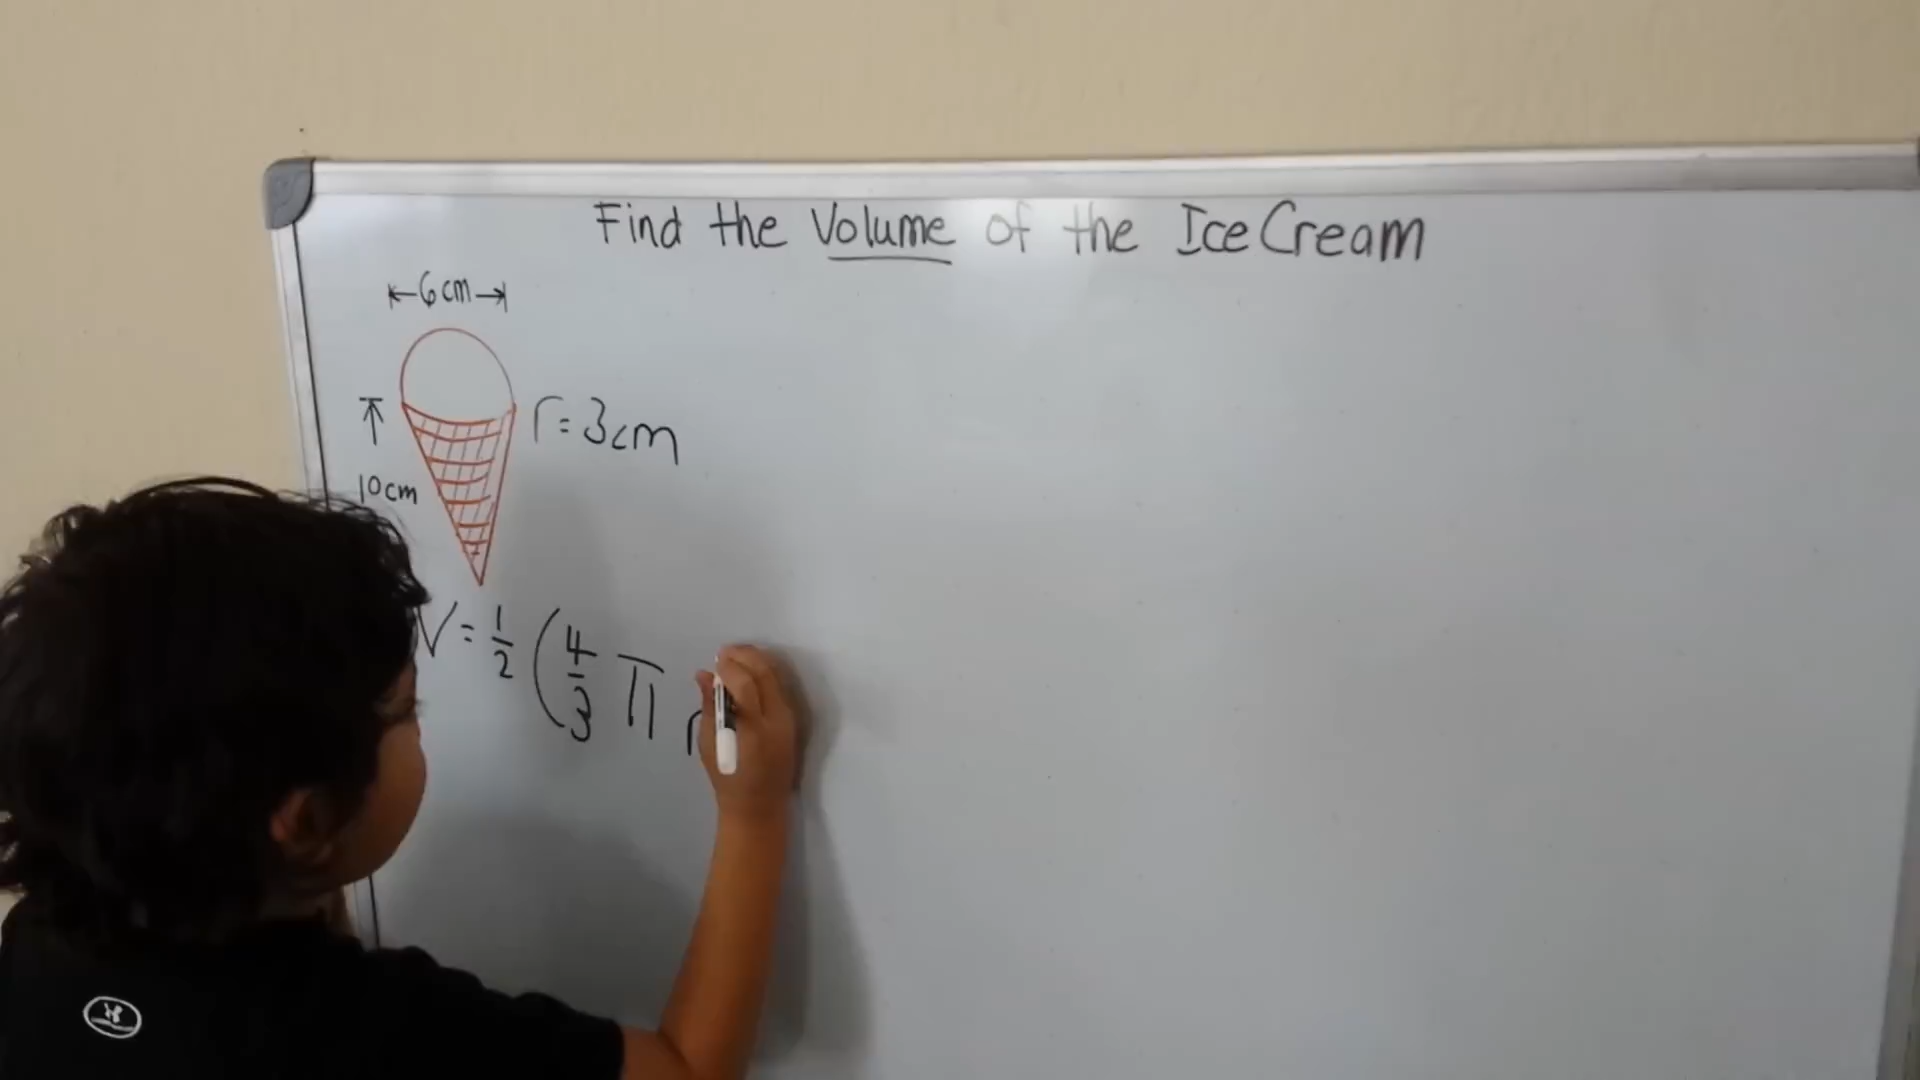 Find the Volume of the Ice Cream
6cm
r=3cm
10cm
V = 1/2 (4/3 π r